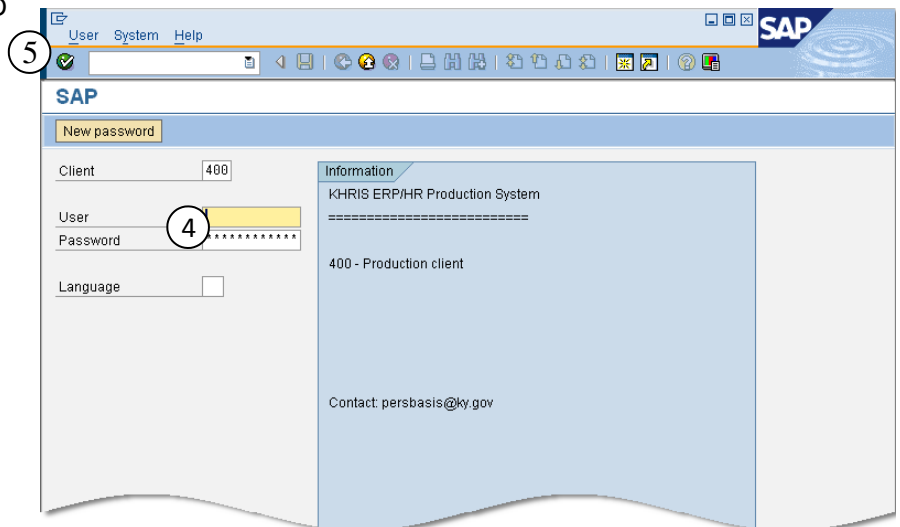 User System Help
SAP
5
SAP
New password
Client 400
Information
KHRIS ERP/HR Production System
==========================
User
4
Password ************
400 - Production client
Language
Contact: persbasis@ky.gov